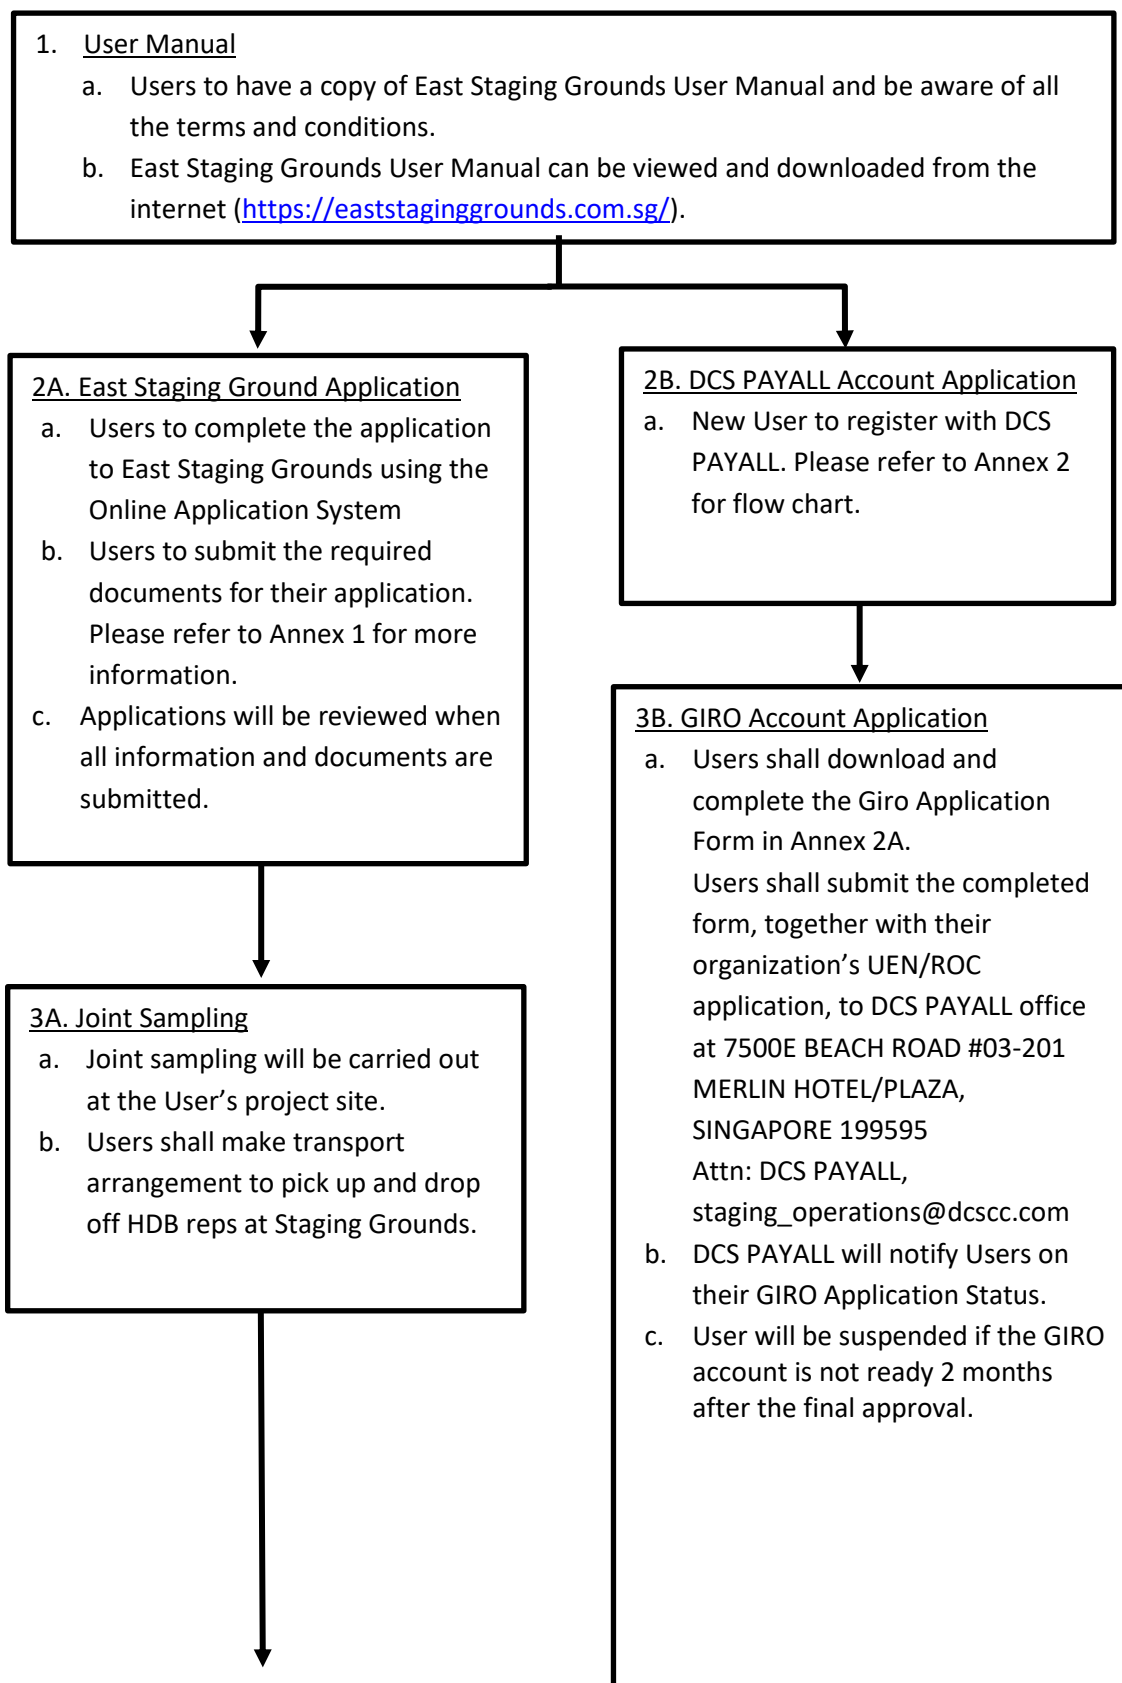 1. User Manual
a. Users to have a copy of East Staging Grounds User Manual and be aware of all
the terms and conditions.
b. East Staging Grounds User Manual can be viewed and downloaded from the
internet (https://eaststaginggrounds.com.sg/).
2A. East Staging Ground Application
a. Users to complete the application
to East Staging Grounds using the
Online Application System
b. Users to submit the required
documents for their application.
Please refer to Annex 1 for more
information.
c. Applications will be reviewed when
all information and documents are
submitted.
2B. DCS PAYALL Account Application
a. New User to register with DCS
PAYALL. Please refer to Annex 2
for flow chart.
3A. Joint Sampling
a. Joint sampling will be carried out
at the User’s project site.
b. Users shall make transport
arrangement to pick up and drop
off HDB reps at Staging Grounds.
3B. GIRO Account Application
a. Users shall download and
complete the Giro Application
Form in Annex 2A.
Users shall submit the completed
form, together with their
organization’s UEN/ROC
application, to DCS PAYALL office
at 7500E BEACH ROAD #03-201
MERLIN HOTEL/PLAZA,
SINGAPORE 199595
Attn: DCS PAYALL,
staging_operations@dcscc.com
b. DCS PAYALL will notify Users on
their GIRO Application Status.
c. User will be suspended if the GIRO
account is not ready 2 months
after the final approval.